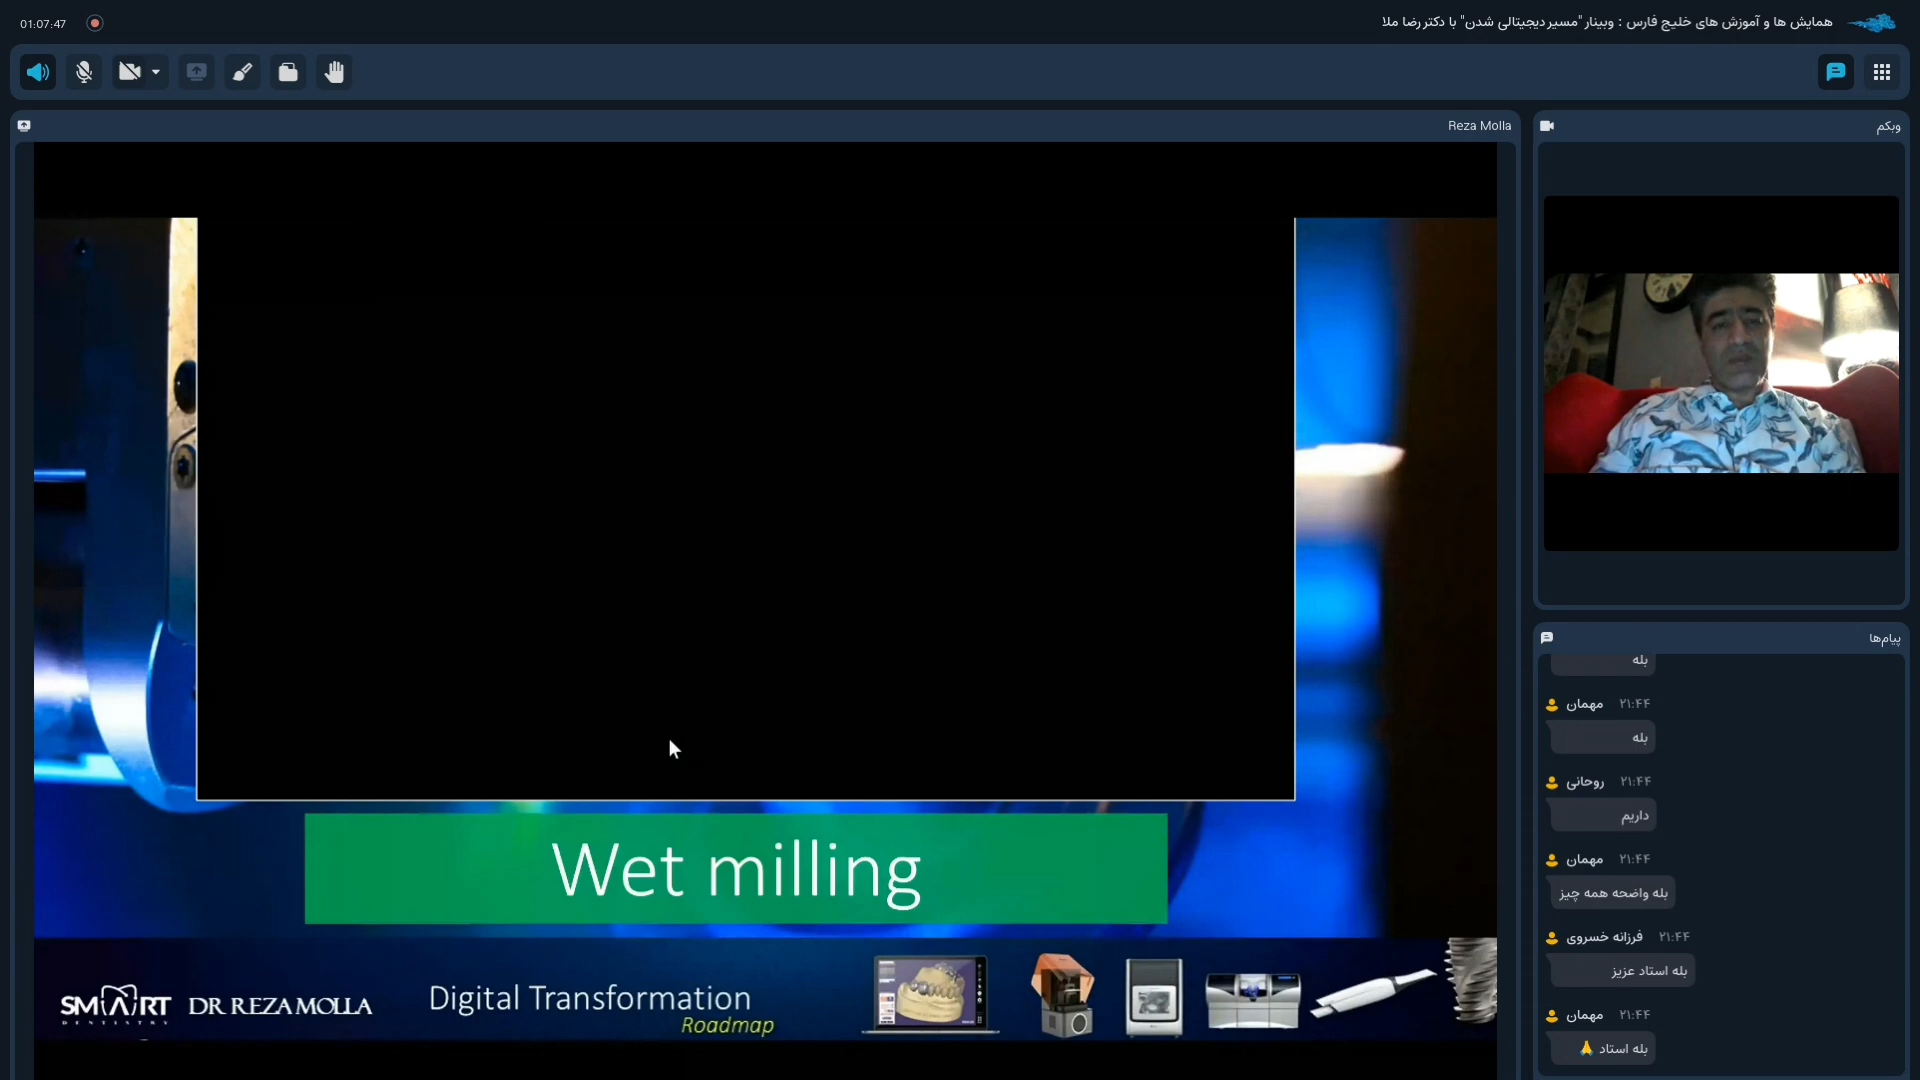 01:07:47
همایش ها و آموزش های خلیج فارس : وبینار "مسیر دیجیتالی شدن" با دکتر رضا ملا
Reza Molla
وبکم
Wet milling
SMART
DENTISTRY
DR REZA MOLLA
Digital Transformation
Roadmap
پیام‌ها
بله
مهمان ۲۱:۴۴
بله
روحانی ۲۱:۴۴
داریم
مهمان ۲۱:۴۴
بله واضحه همه چیز
فرزانه خسروی ۲۱:۴۴
بله استاد عزیز
مهمان ۲۱:۴۴
بله استاد 🙏